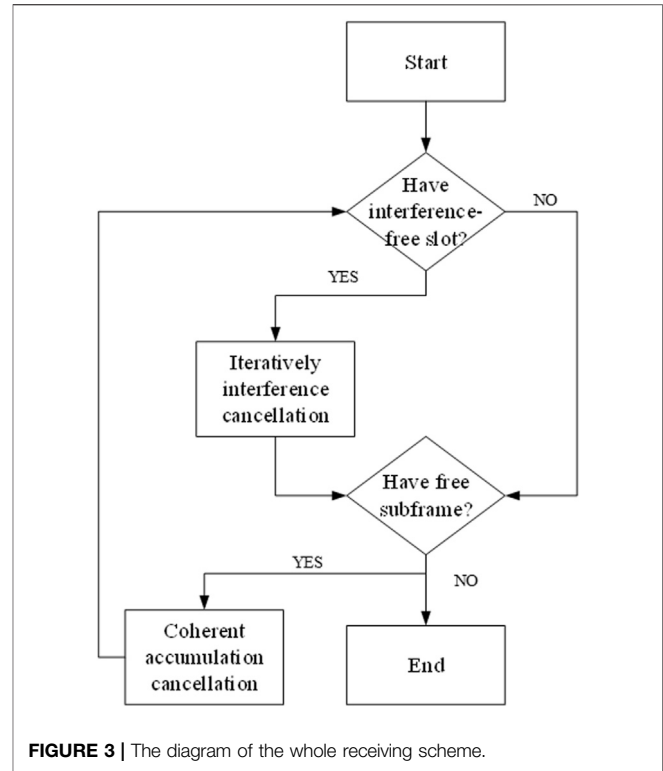 Start
Have
interference-
free slot?
NO
YES
Iteratively
interference
cancellation
Have free
subframe?
YES
NO
Coherent
accumulation
cancellation
End
FIGURE 3 | The diagram of the whole receiving scheme.